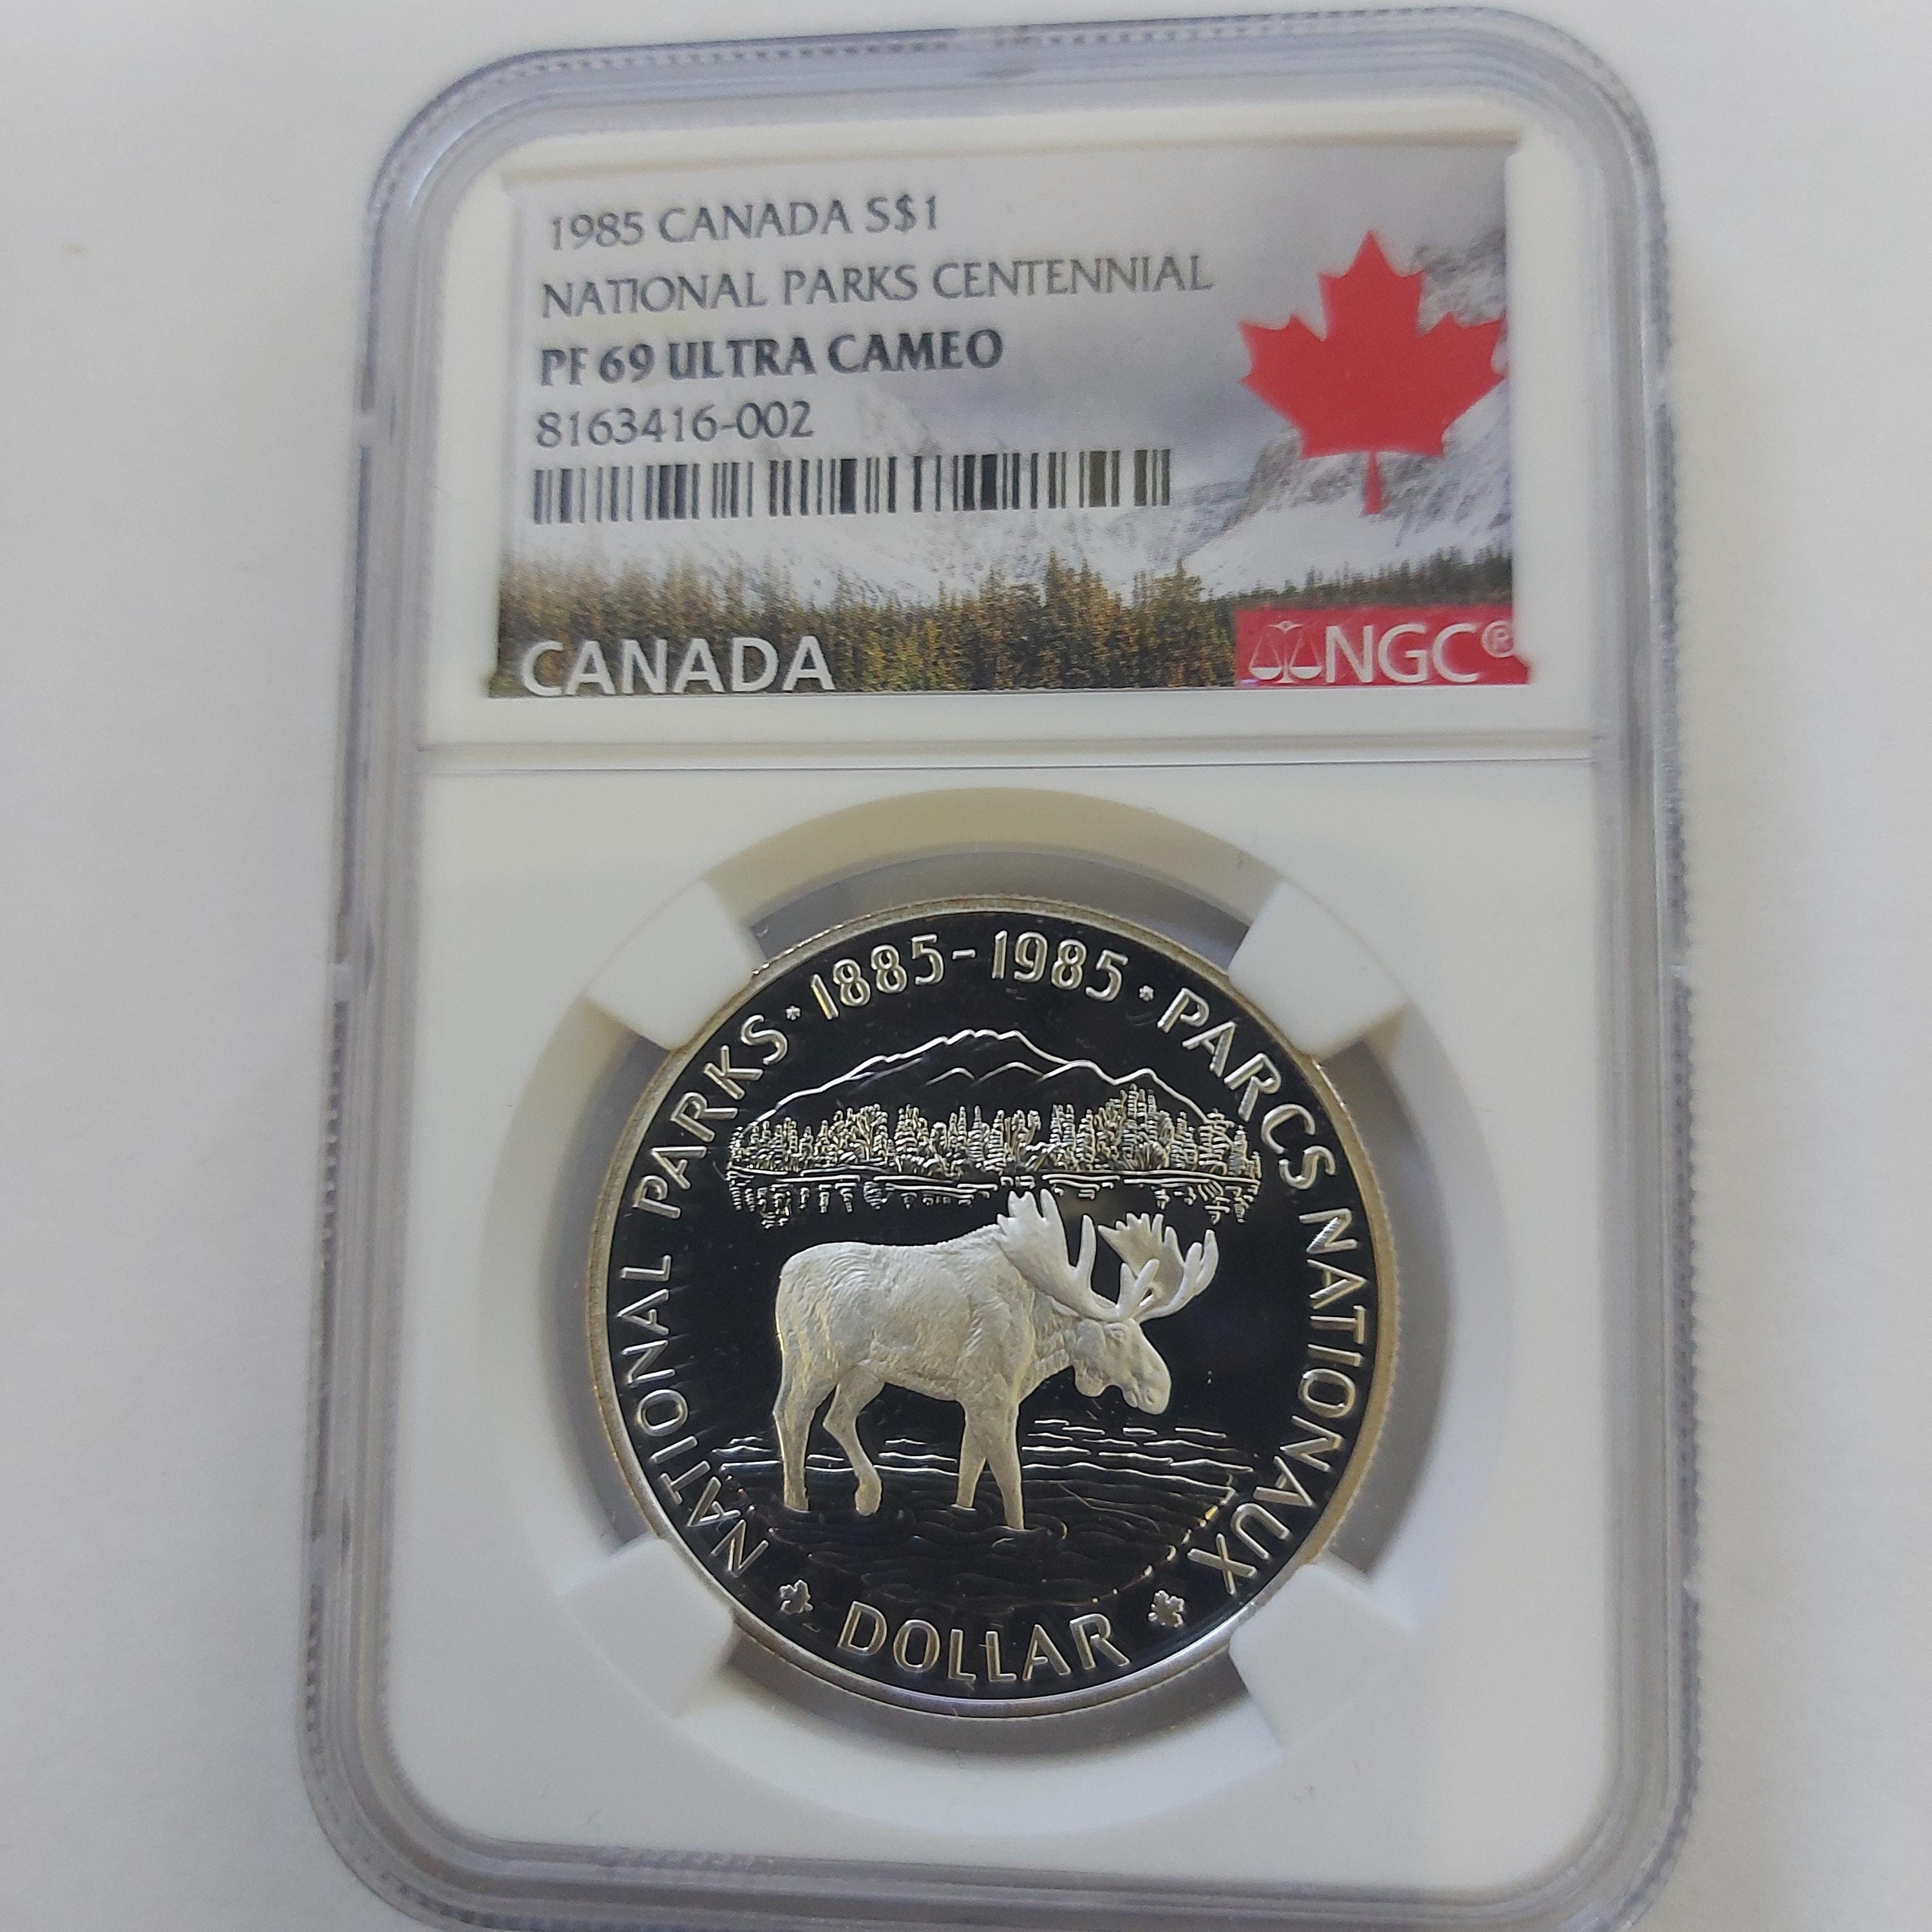 1985 CANADA S$1
NATIONAL PARKS CENTENNIAL
PF 69 ULTRA CAMEO
8163416-002
CANADA
NGC®
NATIONAL PARKS • 1885-1985 • PARCS NATIONAUX
DOLLAR